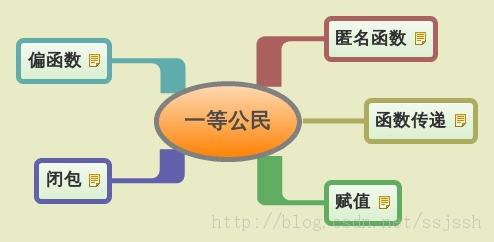 匿名函数
偏函数
一等公民
函数传递
闭包
赋值
http://blog.csdn.net/ssjssh